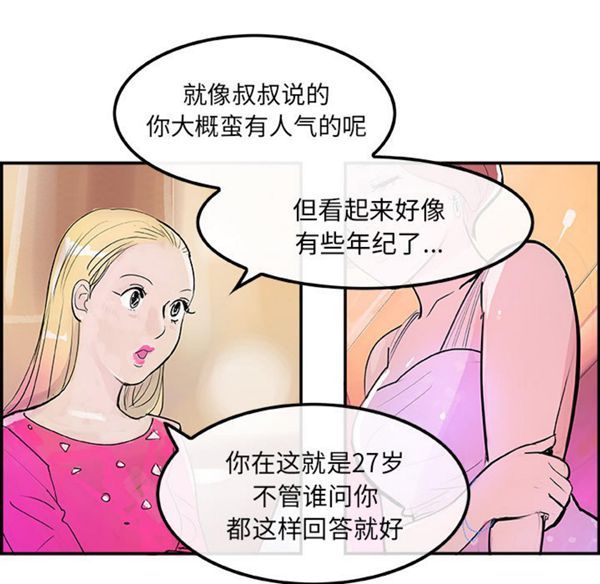 就像叔叔说的
你大概蛮有人气的呢
但看起来好像
有些年纪了...
你在这就是27岁
不管谁问你
都这样回答就好